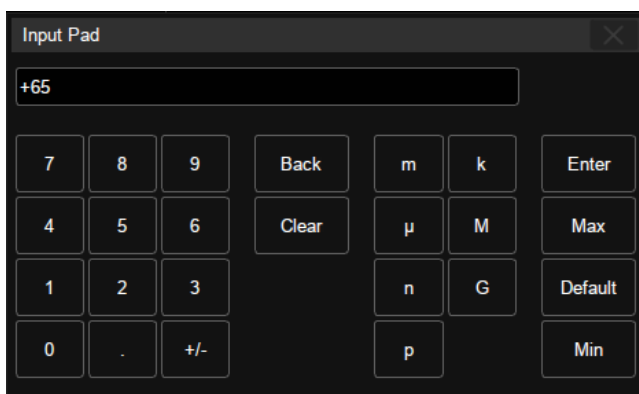 Input Pad
+65
7 8 9 Back m k Enter
4 5 6 Clear µ M Max
1 2 3 n G Default
0 . +/- p Min